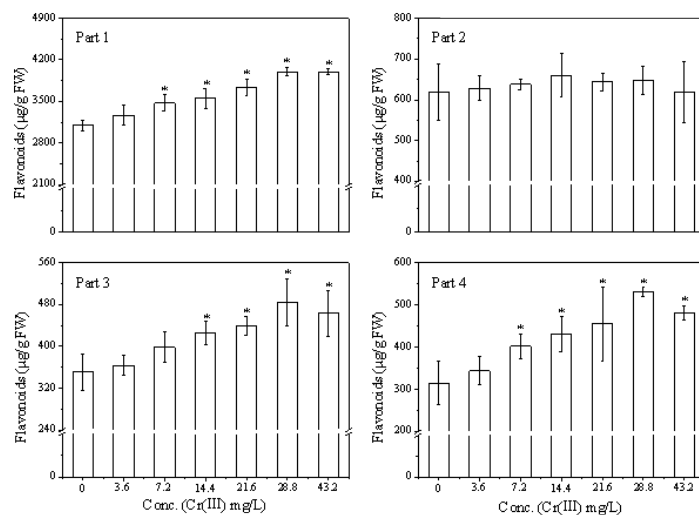 Part 1
4900
4200
3500
2800
2100
0
Flavonoids (μg/g FW)
* * * * *
Part 2
800
700
600
500
400
0
Flavonoids (μg/g FW)
Part 3
560
480
400
320
240
0
Flavonoids (μg/g FW)
* * * *
0 3.6 7.2 14.4 21.6 28.8 43.2
Conc. (Cr(III) mg/L)
Part 4
600
500
400
300
200
0
Flavonoids (μg/g FW)
* * * * *
0 3.6 7.2 14.4 21.6 28.8 43.2
Conc. (Cr(III) mg/L)